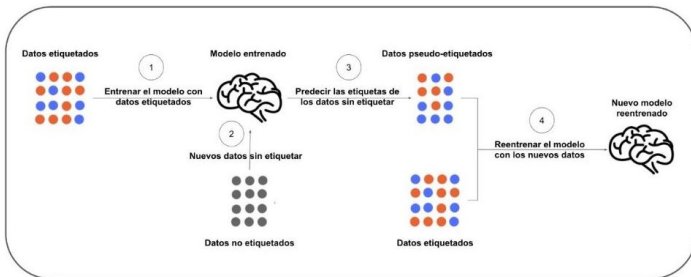 Datos etiquetados
1
Entrenar el modelo con
datos etiquetados
Modelo entrenado
2
Nuevos datos sin etiquetar
Datos no etiquetados
3
Predecir las etiquetas de
los datos sin etiquetar
Datos pseudo-etiquetados
Datos etiquetados
4
Reentrenar el modelo
con los nuevos datos
Nuevo modelo
reentrenado